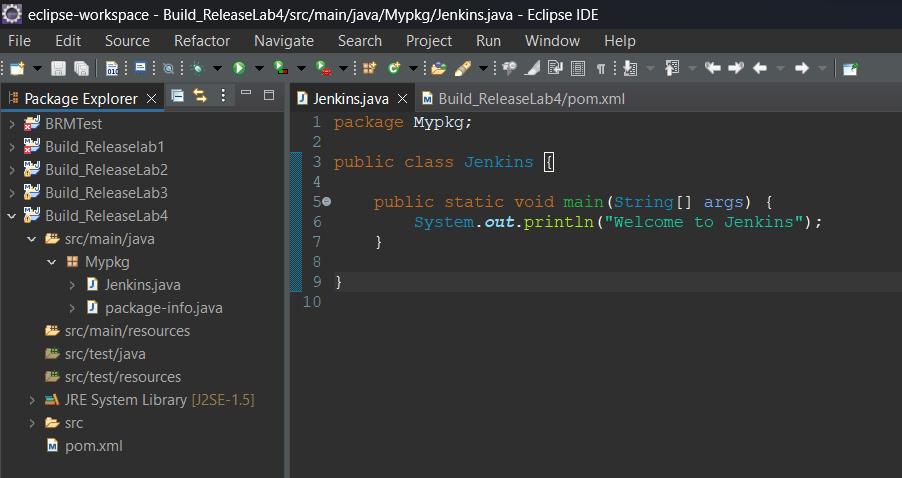 eclipse-workspace - Build_ReleaseLab4/src/main/java/Mypkg/Jenkins.java - Eclipse IDE
File Edit Source Refactor Navigate Search Project Run Window Help
Package Explorer
BRMTest
Build_Releaselab1
Build_ReleaseLab2
Build_ReleaseLab3
Build_ReleaseLab4
src/main/java
Mypkg
Jenkins.java
package-info.java
src/main/resources
src/test/java
src/test/resources
JRE System Library [J2SE-1.5]
src
pom.xml
Jenkins.java Build_ReleaseLab4/pom.xml
1 package Mypkg;
2
3 public class Jenkins {
4
5 public static void main(String[] args) {
6 System.out.println("Welcome to Jenkins");
7 }
8
9 }
10